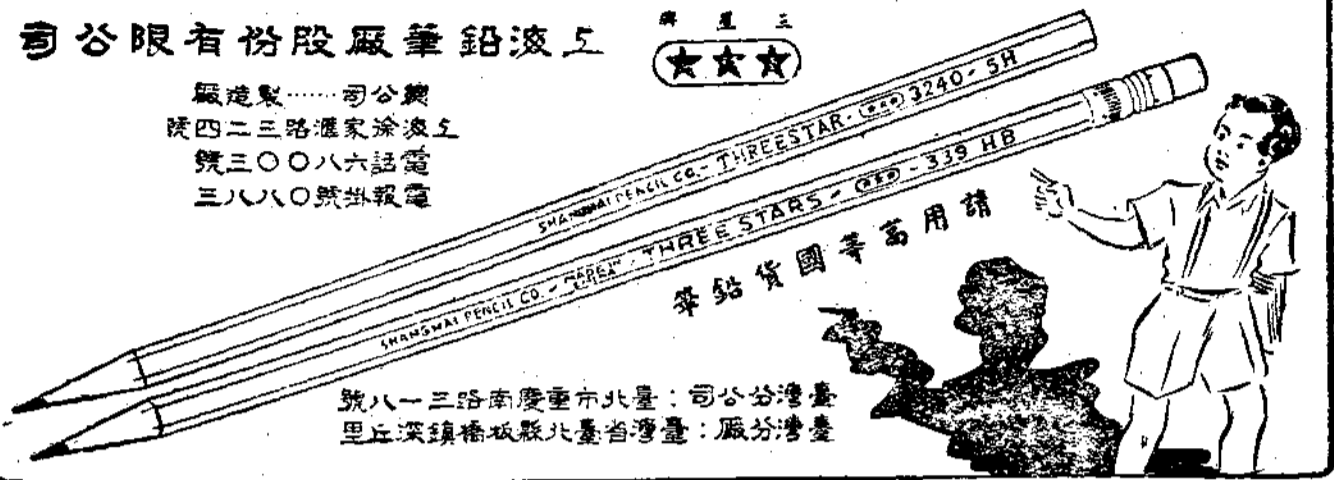 上海鉛筆廠股份有限公司
三星牌
總公司……製造廠
上海徐家滙路三二四號
電話六八〇〇三號
電報掛號〇八八三
SHANGHAI PENCIL CO. - THREESTAR - 3240 - 5H
SHANGHAI PENCIL CO. - THREE STARS - 339 HB
請用高等國貨鉛筆
臺灣分公司：臺北市重慶南路三一八號
臺灣分廠：臺灣省臺北縣板橋鎮深丘里